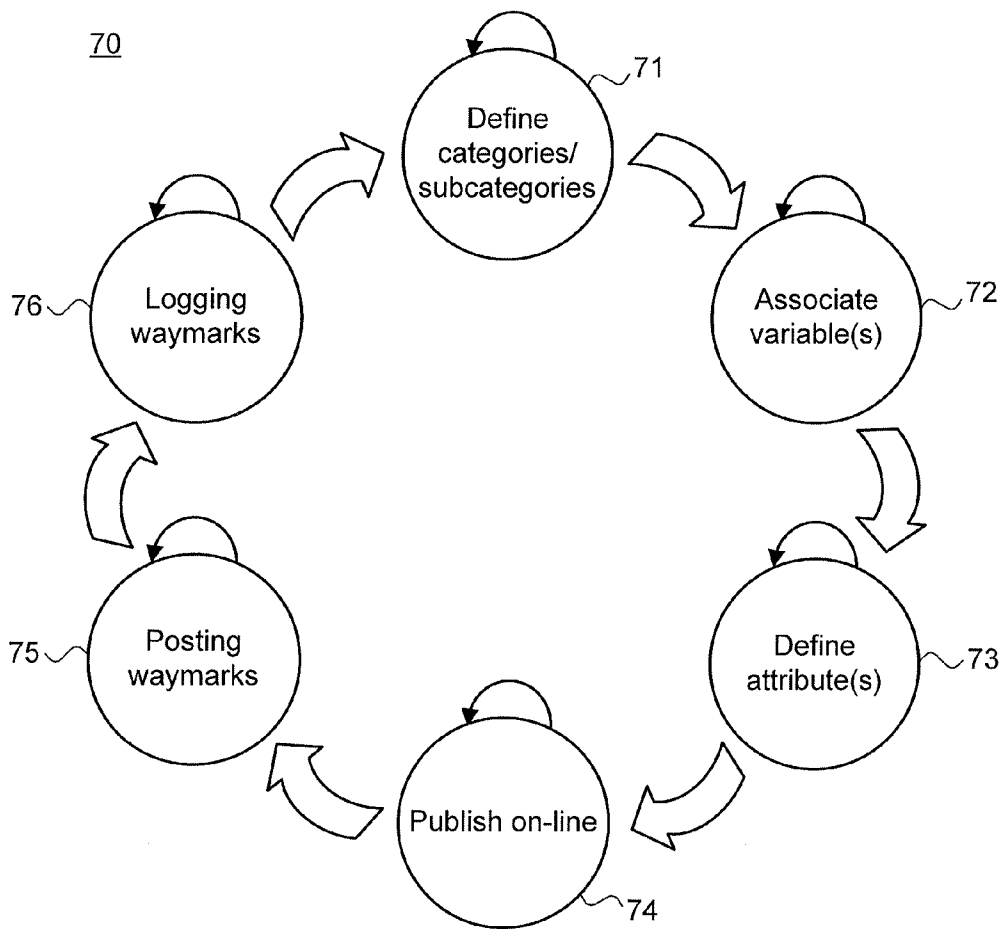 70
71
Define
categories/
subcategories
72
Associate
variable(s)
73
Define
attribute(s)
74
Publish on-line
75
Posting
waymarks
76
Logging
waymarks